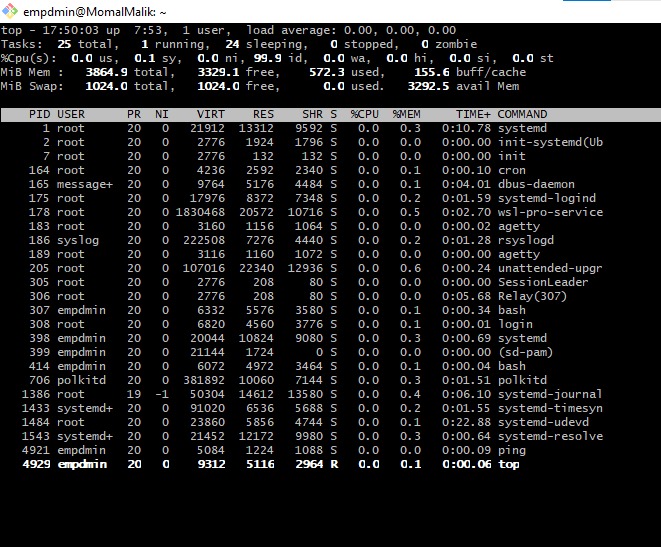 empdmin@MomalMalik: ~
top - 17:50:03 up  7:53,  1 user,  load average: 0.00, 0.00, 0.00
Tasks:  25 total,   1 running,  24 sleeping,   0 stopped,   0 zombie
%Cpu(s):  0.0 us,  0.1 sy,  0.0 ni, 99.9 id,  0.0 wa,  0.0 hi,  0.0 si,  0.0 st
MiB Mem :   3864.9 total,   3329.1 free,    572.3 used,    155.6 buff/cache
MiB Swap:   1024.0 total,   1024.0 free,      0.0 used.   3292.5 avail Mem
PID USER      PR  NI    VIRT    RES    SHR S  %CPU  %MEM     TIME+ COMMAND
1 root      20   0   21912  13312   9592 S   0.0   0.3   0:10.78 systemd
2 root      20   0    2776   1924   1796 S   0.0   0.0   0:00.00 init-systemd(Ub
7 root      20   0    2776    132    132 S   0.0   0.0   0:00.00 init
164 root      20   0    4236   2592   2340 S   0.0   0.1   0:00.10 cron
165 message+  20   0    9764   5176   4484 S   0.0   0.1   0:04.01 dbus-daemon
175 root      20   0   17976   8372   7348 S   0.0   0.2   0:01.59 systemd-logind
178 root      20   0 1830468  20572  10716 S   0.0   0.5   0:02.70 wsl-pro-service
183 root      20   0    3160   1156   1064 S   0.0   0.0   0:00.02 agetty
186 syslog    20   0  222508   7276   4440 S   0.0   0.2   0:01.28 rsyslogd
189 root      20   0    3116   1160   1072 S   0.0   0.0   0:00.00 agetty
205 root      20   0  107016  22340  12936 S   0.0   0.6   0:00.24 unattended-upgr
305 root      20   0    2776    208     80 S   0.0   0.0   0:00.00 SessionLeader
306 root      20   0    2776    208     80 S   0.0   0.0   0:05.68 Relay(307)
307 empdmin   20   0    6332   5576   3580 S   0.0   0.1   0:00.34 bash
308 root      20   0    6820   4560   3776 S   0.0   0.1   0:00.01 login
398 empdmin   20   0   20044  10824   9080 S   0.0   0.3   0:00.69 systemd
399 empdmin   20   0   21144   1724      0 S   0.0   0.0   0:00.00 (sd-pam)
414 empdmin   20   0    6072   4972   3464 S   0.0   0.1   0:00.04 bash
706 polkitd   20   0  381892  10060   7144 S   0.0   0.3   0:01.51 polkitd
1386 root      19  -1   50304  14612  13580 S   0.0   0.4   0:06.10 systemd-journal
1433 systemd+  20   0   91020   6536   5688 S   0.0   0.2   0:01.55 systemd-timesyn
1484 root      20   0   23860   5856   4744 S   0.0   0.1   0:22.88 systemd-udevd
1543 systemd+  20   0   21452  12172   9980 S   0.0   0.3   0:00.64 systemd-resolve
4921 empdmin   20   0    5084   1224   1088 S   0.0   0.0   0:00.09 ping
4929 empdmin   20   0    9312   5116   2964 R   0.0   0.1   0:00.06 top